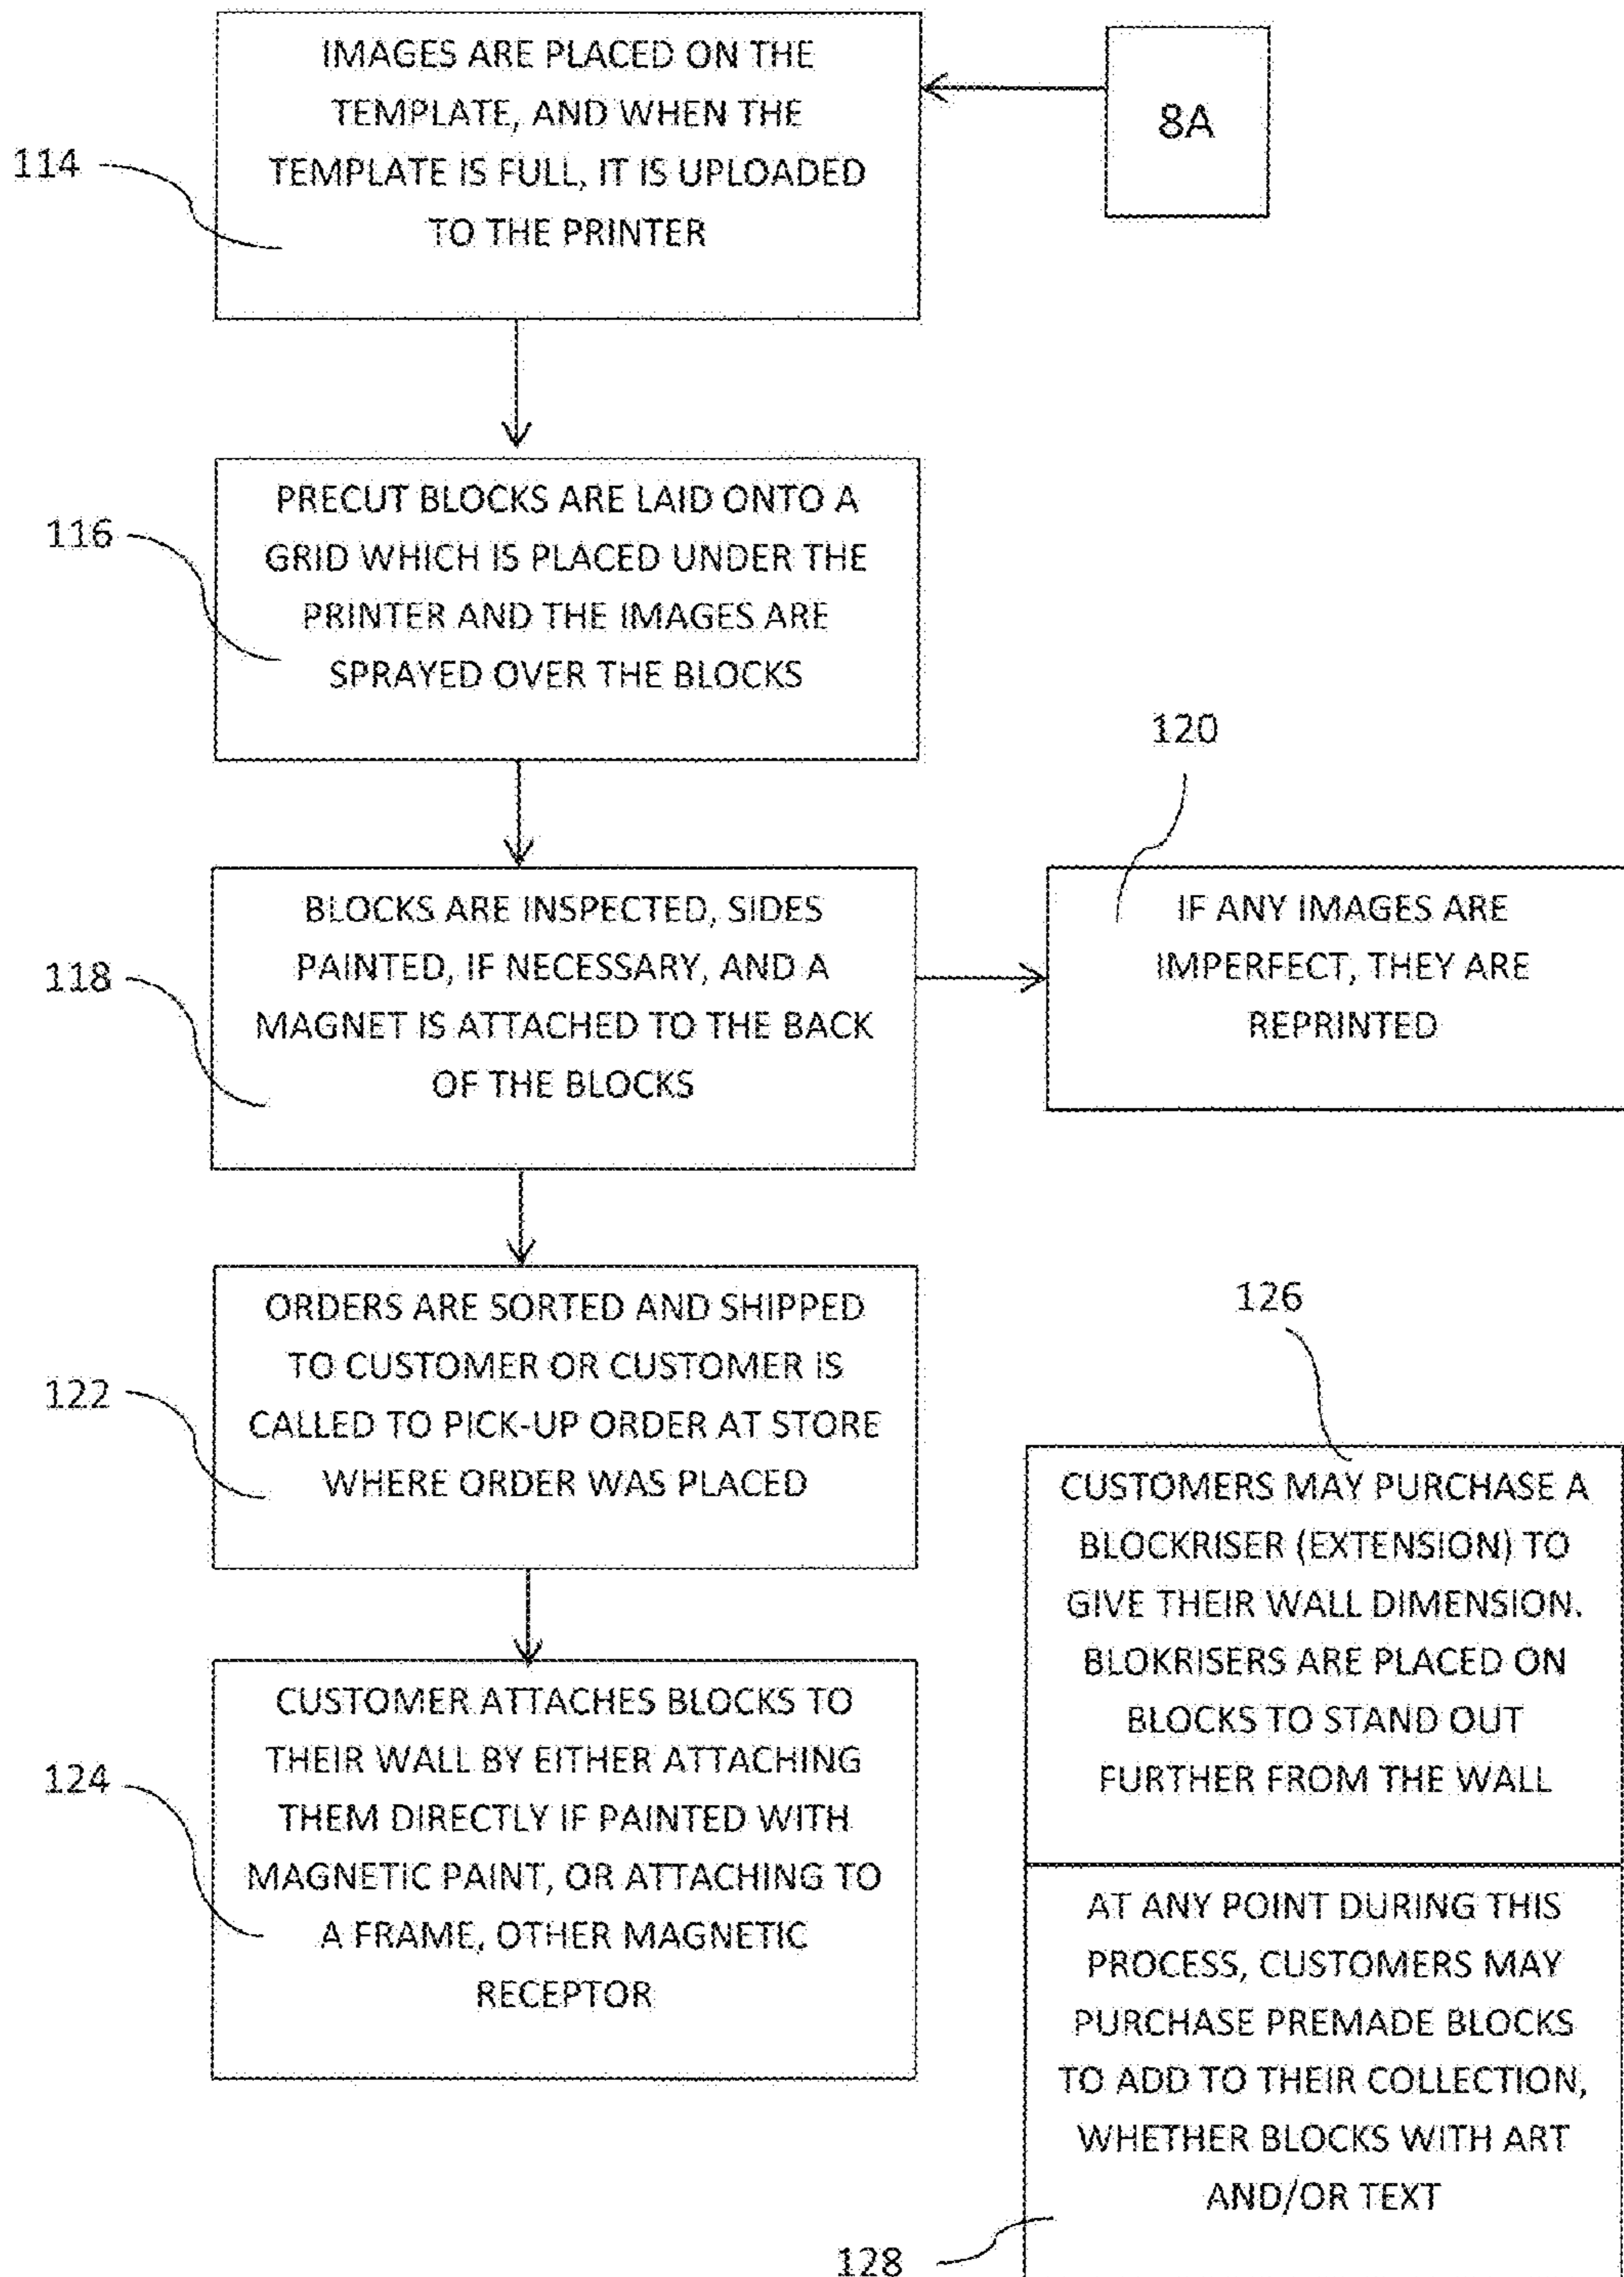 IMAGES ARE PLACED ON THE
TEMPLATE, AND WHEN THE
TEMPLATE IS FULL, IT IS UPLOADED
TO THE PRINTER
8A
114
PRECUT BLOCKS ARE LAID ONTO A
GRID WHICH IS PLACED UNDER THE
PRINTER AND THE IMAGES ARE
SPRAYED OVER THE BLOCKS
116
BLOCKS ARE INSPECTED, SIDES
PAINTED, IF NECESSARY, AND A
MAGNET IS ATTACHED TO THE BACK
OF THE BLOCKS
118
120
IF ANY IMAGES ARE
IMPERFECT, THEY ARE
REPRINTED
ORDERS ARE SORTED AND SHIPPED
TO CUSTOMER OR CUSTOMER IS
CALLED TO PICK-UP ORDER AT STORE
WHERE ORDER WAS PLACED
122
CUSTOMER ATTACHES BLOCKS TO
THEIR WALL BY EITHER ATTACHING
THEM DIRECTLY IF PAINTED WITH
MAGNETIC PAINT, OR ATTACHING TO
A FRAME, OTHER MAGNETIC
RECEPTOR
124
126
CUSTOMERS MAY PURCHASE A
BLOCKRISER (EXTENSION) TO
GIVE THEIR WALL DIMENSION.
BLOKRISERS ARE PLACED ON
BLOCKS TO STAND OUT
FURTHER FROM THE WALL
AT ANY POINT DURING THIS
PROCESS, CUSTOMERS MAY
PURCHASE PREMADE BLOCKS
TO ADD TO THEIR COLLECTION,
WHETHER BLOCKS WITH ART
AND/OR TEXT
128